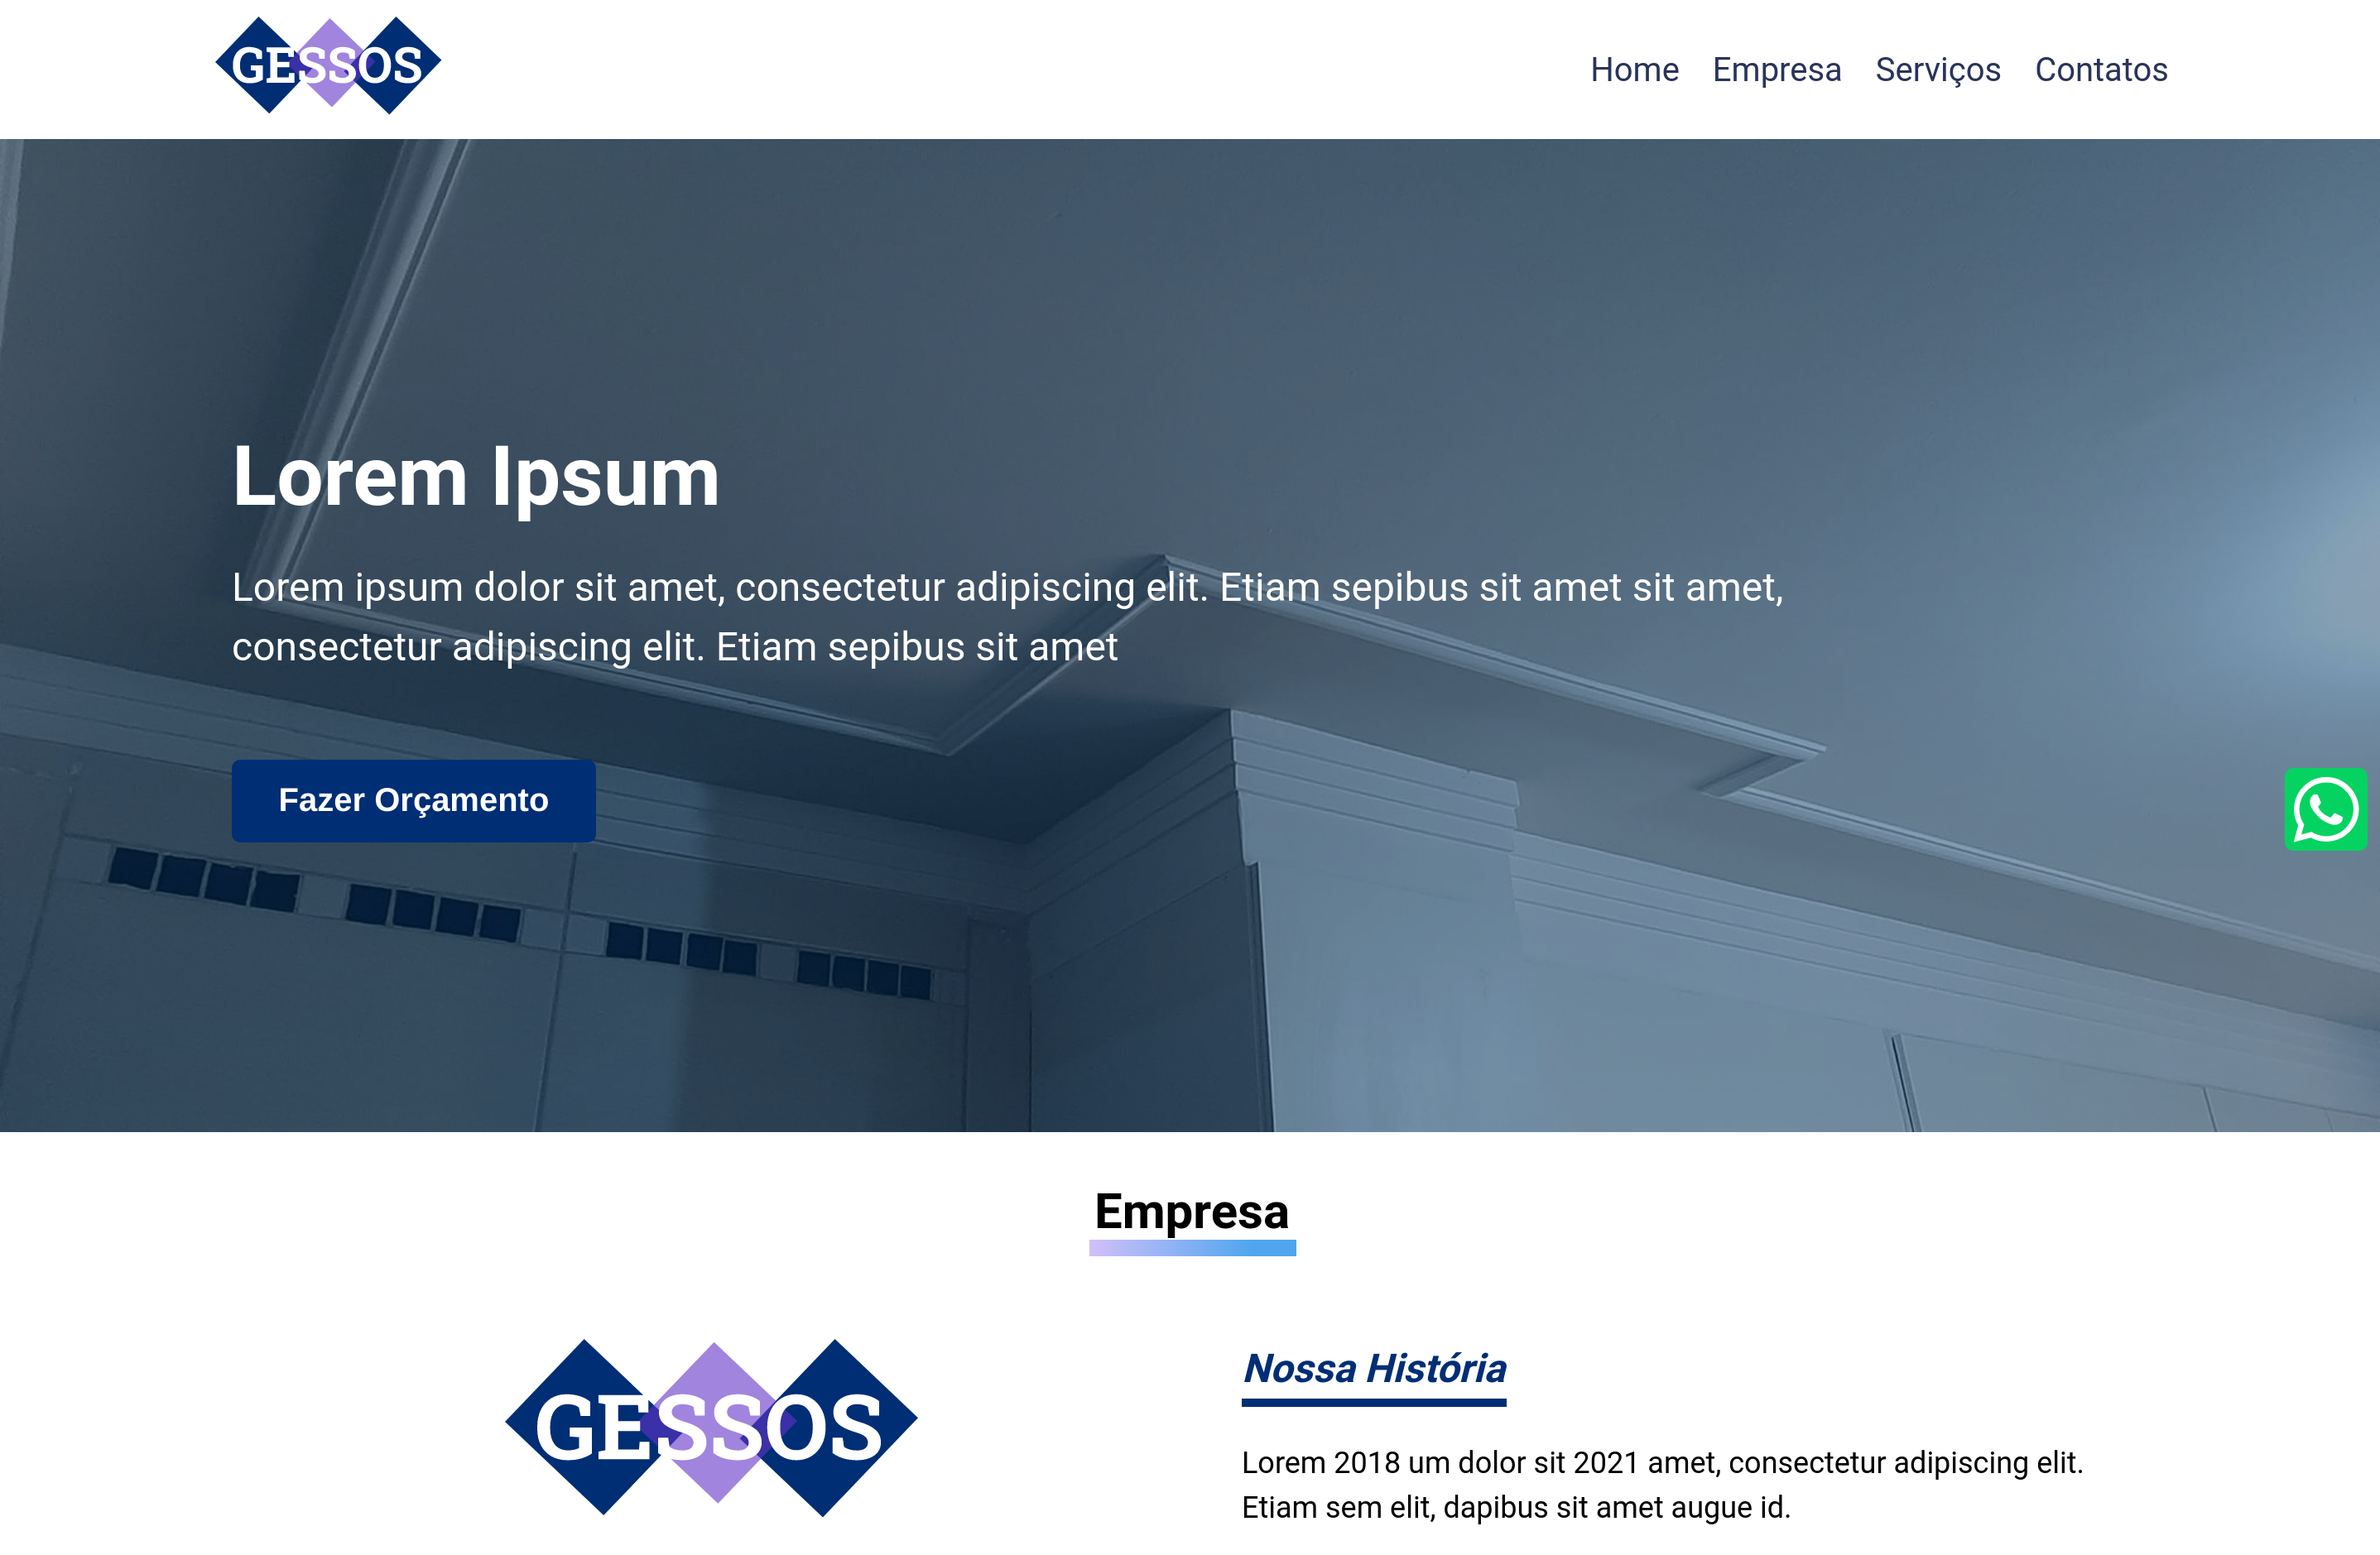 GESSOS
Home Empresa Serviços Contatos
Lorem Ipsum
Lorem ipsum dolor sit amet, consectetur adipiscing elit. Etiam sepibus sit amet sit amet,
consectetur adipiscing elit. Etiam sepibus sit amet
Fazer Orçamento
Empresa
GESSOS
Nossa História
Lorem 2018 um dolor sit 2021 amet, consectetur adipiscing elit.
Etiam sem elit, dapibus sit amet augue id.